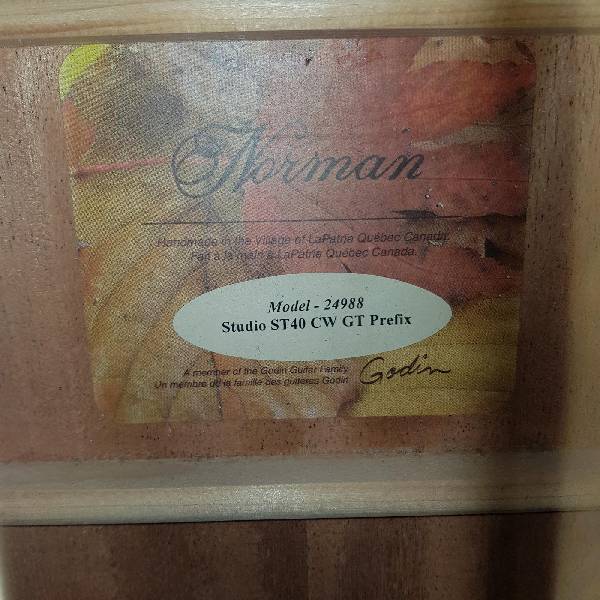 Norman
Handmade in the Village of LaPatrie Québec Canada.
Fait à la main à LaPatrie Québec Canada.
Model - 24988
Studio ST40 CW GT Prefix
A member of the Godin Guitar Family
Un membre de la famille des guitares Godin
Godin